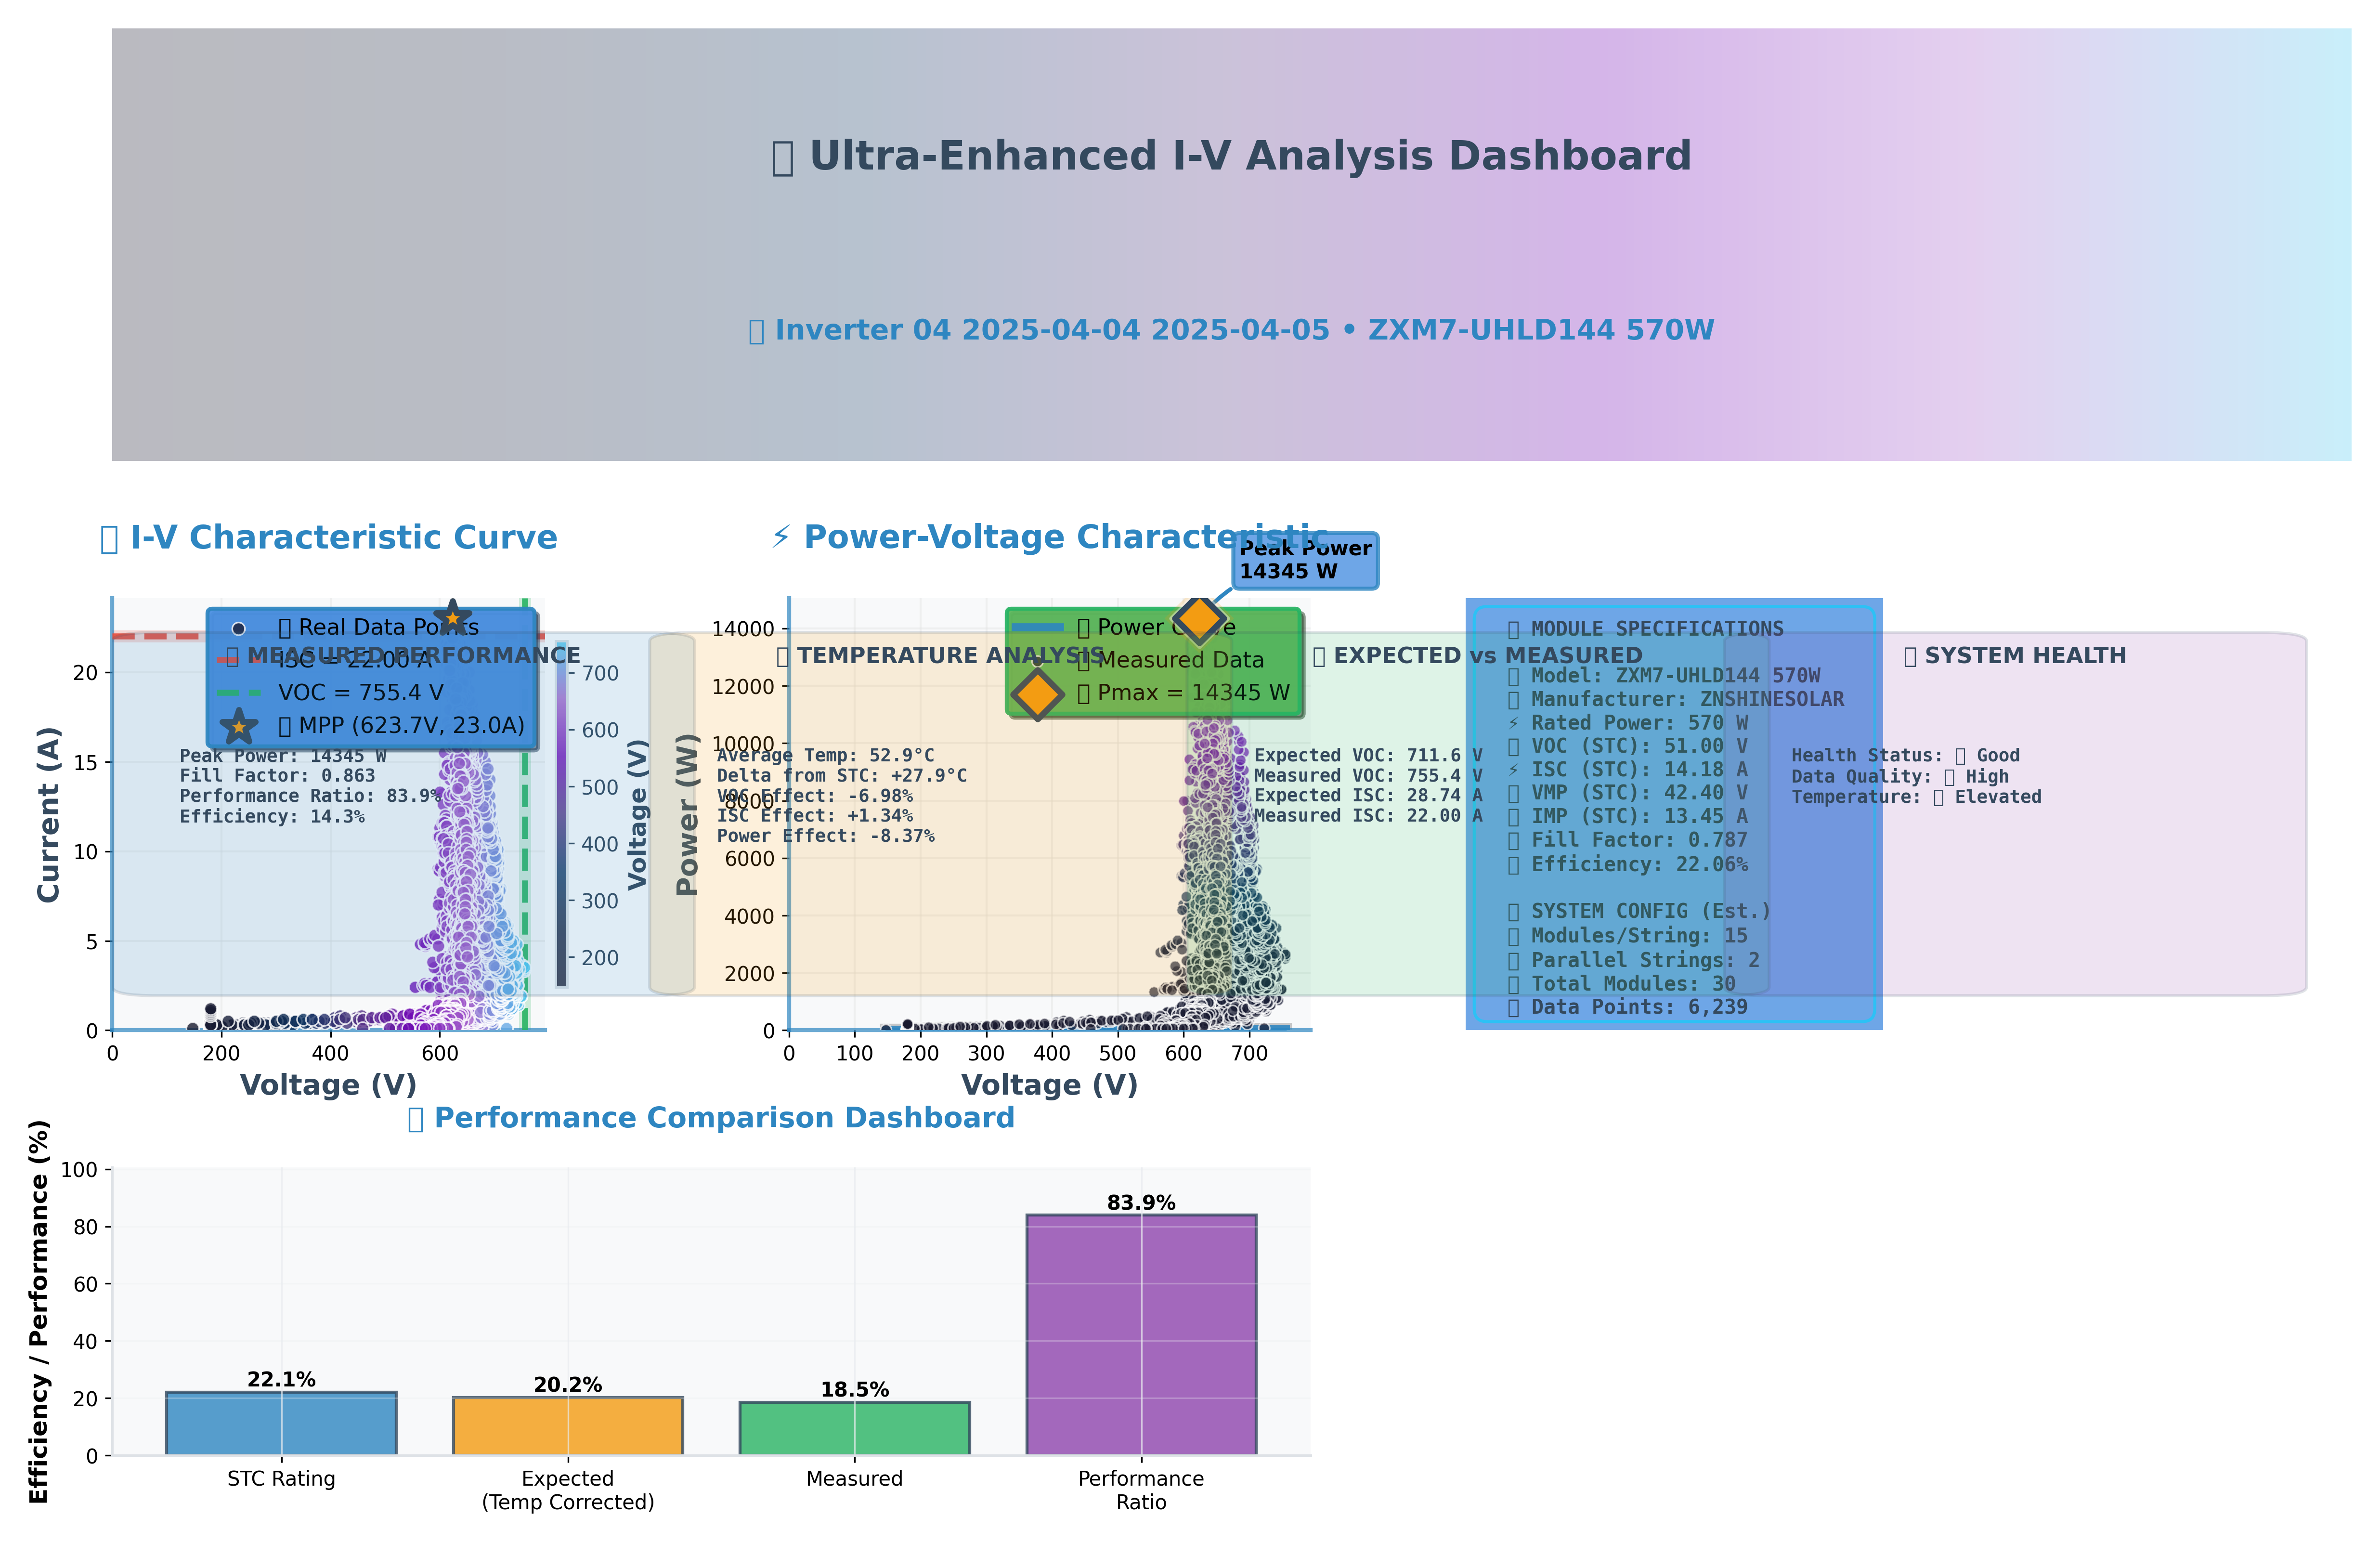 Ultra-Enhanced I-V Analysis Dashboard
Inverter 04 2025-04-04 2025-04-05 • ZXM7-UHLD144 570W
I-V Characteristic Curve
Current (A)
20
15
10
5
0
0 200 400 600
Voltage (V)
Real Data Points
ISC = 22.00 A
VOC = 755.4 V
MPP (623.7V, 23.0A)
700
600
500
400
300
200
Voltage (V)
MEASURED PERFORMANCE
Peak Power: 14345 W
Fill Factor: 0.863
Performance Ratio: 83.9%
Efficiency: 14.3%
⚡ Power-Voltage Characteristic
Peak Power
14345 W
Power (W)
14000
12000
10000
8000
6000
4000
2000
0
0 100 200 300 400 500 600 700
Voltage (V)
Power Curve
Measured Data
Pmax = 14345 W
TEMPERATURE ANALYSIS
Average Temp: 52.9°C
Delta from STC: +27.9°C
VOC Effect: -6.98%
ISC Effect: +1.34%
Power Effect: -8.37%
EXPECTED vs MEASURED
Expected VOC: 711.6 V
Measured VOC: 755.4 V
Expected ISC: 28.74 A
Measured ISC: 22.00 A
MODULE SPECIFICATIONS
Model: ZXM7-UHLD144 570W
Manufacturer: ZNSHINESOLAR
⚡ Rated Power: 570 W
VOC (STC): 51.00 V
⚡ ISC (STC): 14.18 A
VMP (STC): 42.40 V
IMP (STC): 13.45 A
Fill Factor: 0.787
Efficiency: 22.06%
SYSTEM CONFIG (Est.)
Modules/String: 15
Parallel Strings: 2
Total Modules: 30
Data Points: 6,239
SYSTEM HEALTH
Health Status: Good
Data Quality: High
Temperature: Elevated
Performance Comparison Dashboard
Efficiency / Performance (%)
100
80
60
40
20
0
22.1%
20.2%
18.5%
83.9%
STC Rating
Expected
(Temp Corrected)
Measured
Performance
Ratio